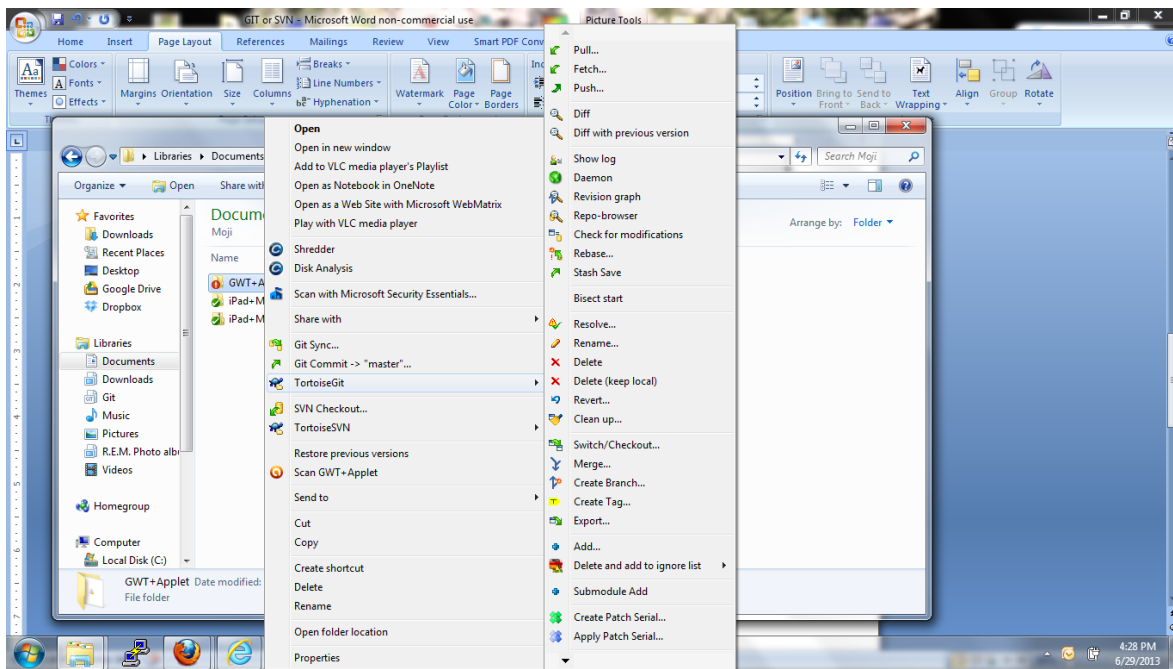 GIT or SVN - Microsoft Word non-commercial use
Picture Tools
Home Insert Page Layout References Mailings Review View Smart PDF Conv
Colors
Fonts
Effects
Themes
Margins Orientation Size Columns
Breaks
Line Numbers
Hyphenation
Watermark Page Color Page Borders
Position Bring to Front Send to Back Text Wrapping Align Group Rotate
Libraries Documents
Search Moji
Organize Open Share with
Favorites
Downloads
Recent Places
Desktop
Google Drive
Dropbox
Libraries
Documents
Downloads
Git
Music
Pictures
R.E.M. Photo alb
Videos
Homegroup
Computer
Local Disk (C:)
Docum
Moji
Name
GWT+A
iPad+M
iPad+M
Arrange by: Folder
GWT+Applet Date modified:
File folder
Open
Open in new window
Add to VLC media player's Playlist
Open as Notebook in OneNote
Open as a Web Site with Microsoft WebMatrix
Play with VLC media player
Shredder
Disk Analysis
Scan with Microsoft Security Essentials...
Share with
Git Sync...
Git Commit -> "master"...
TortoiseGit
SVN Checkout...
TortoiseSVN
Restore previous versions
Scan GWT+Applet
Send to
Cut
Copy
Create shortcut
Delete
Rename
Open folder location
Properties
Pull...
Fetch...
Push...
Diff
Diff with previous version
Show log
Daemon
Revision graph
Repo-browser
Check for modifications
Rebase...
Stash Save
Bisect start
Resolve...
Rename...
Delete
Delete (keep local)
Revert...
Clean up...
Switch/Checkout...
Merge...
Create Branch...
Create Tag...
Export...
Add...
Delete and add to ignore list
Submodule Add
Create Patch Serial...
Apply Patch Serial...
4:28 PM
6/29/2013